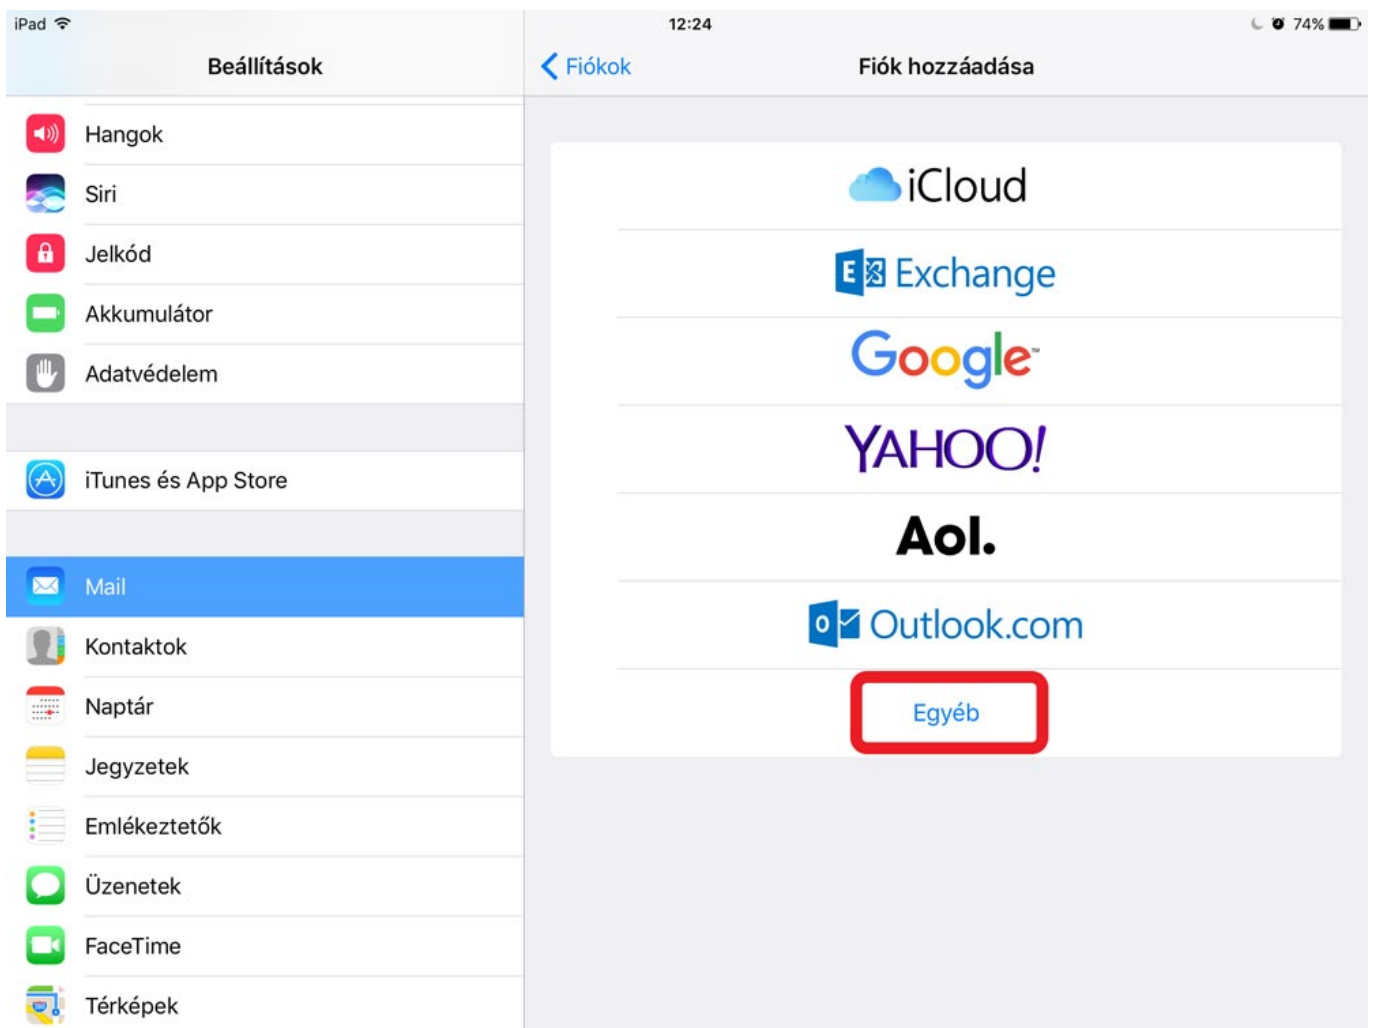 iPad
12:24
74%
Beállítások
Fiókok
Fiók hozzáadása
Hangok
Siri
Jelkód
Akkumulátor
Adatvédelem
iTunes és App Store
Mail
Kontaktok
Naptár
Jegyzetek
Emlékeztetők
Üzenetek
FaceTime
Térképek
iCloud
Exchange
Google™
YAHOO!
Aol.
Outlook.com
Egyéb